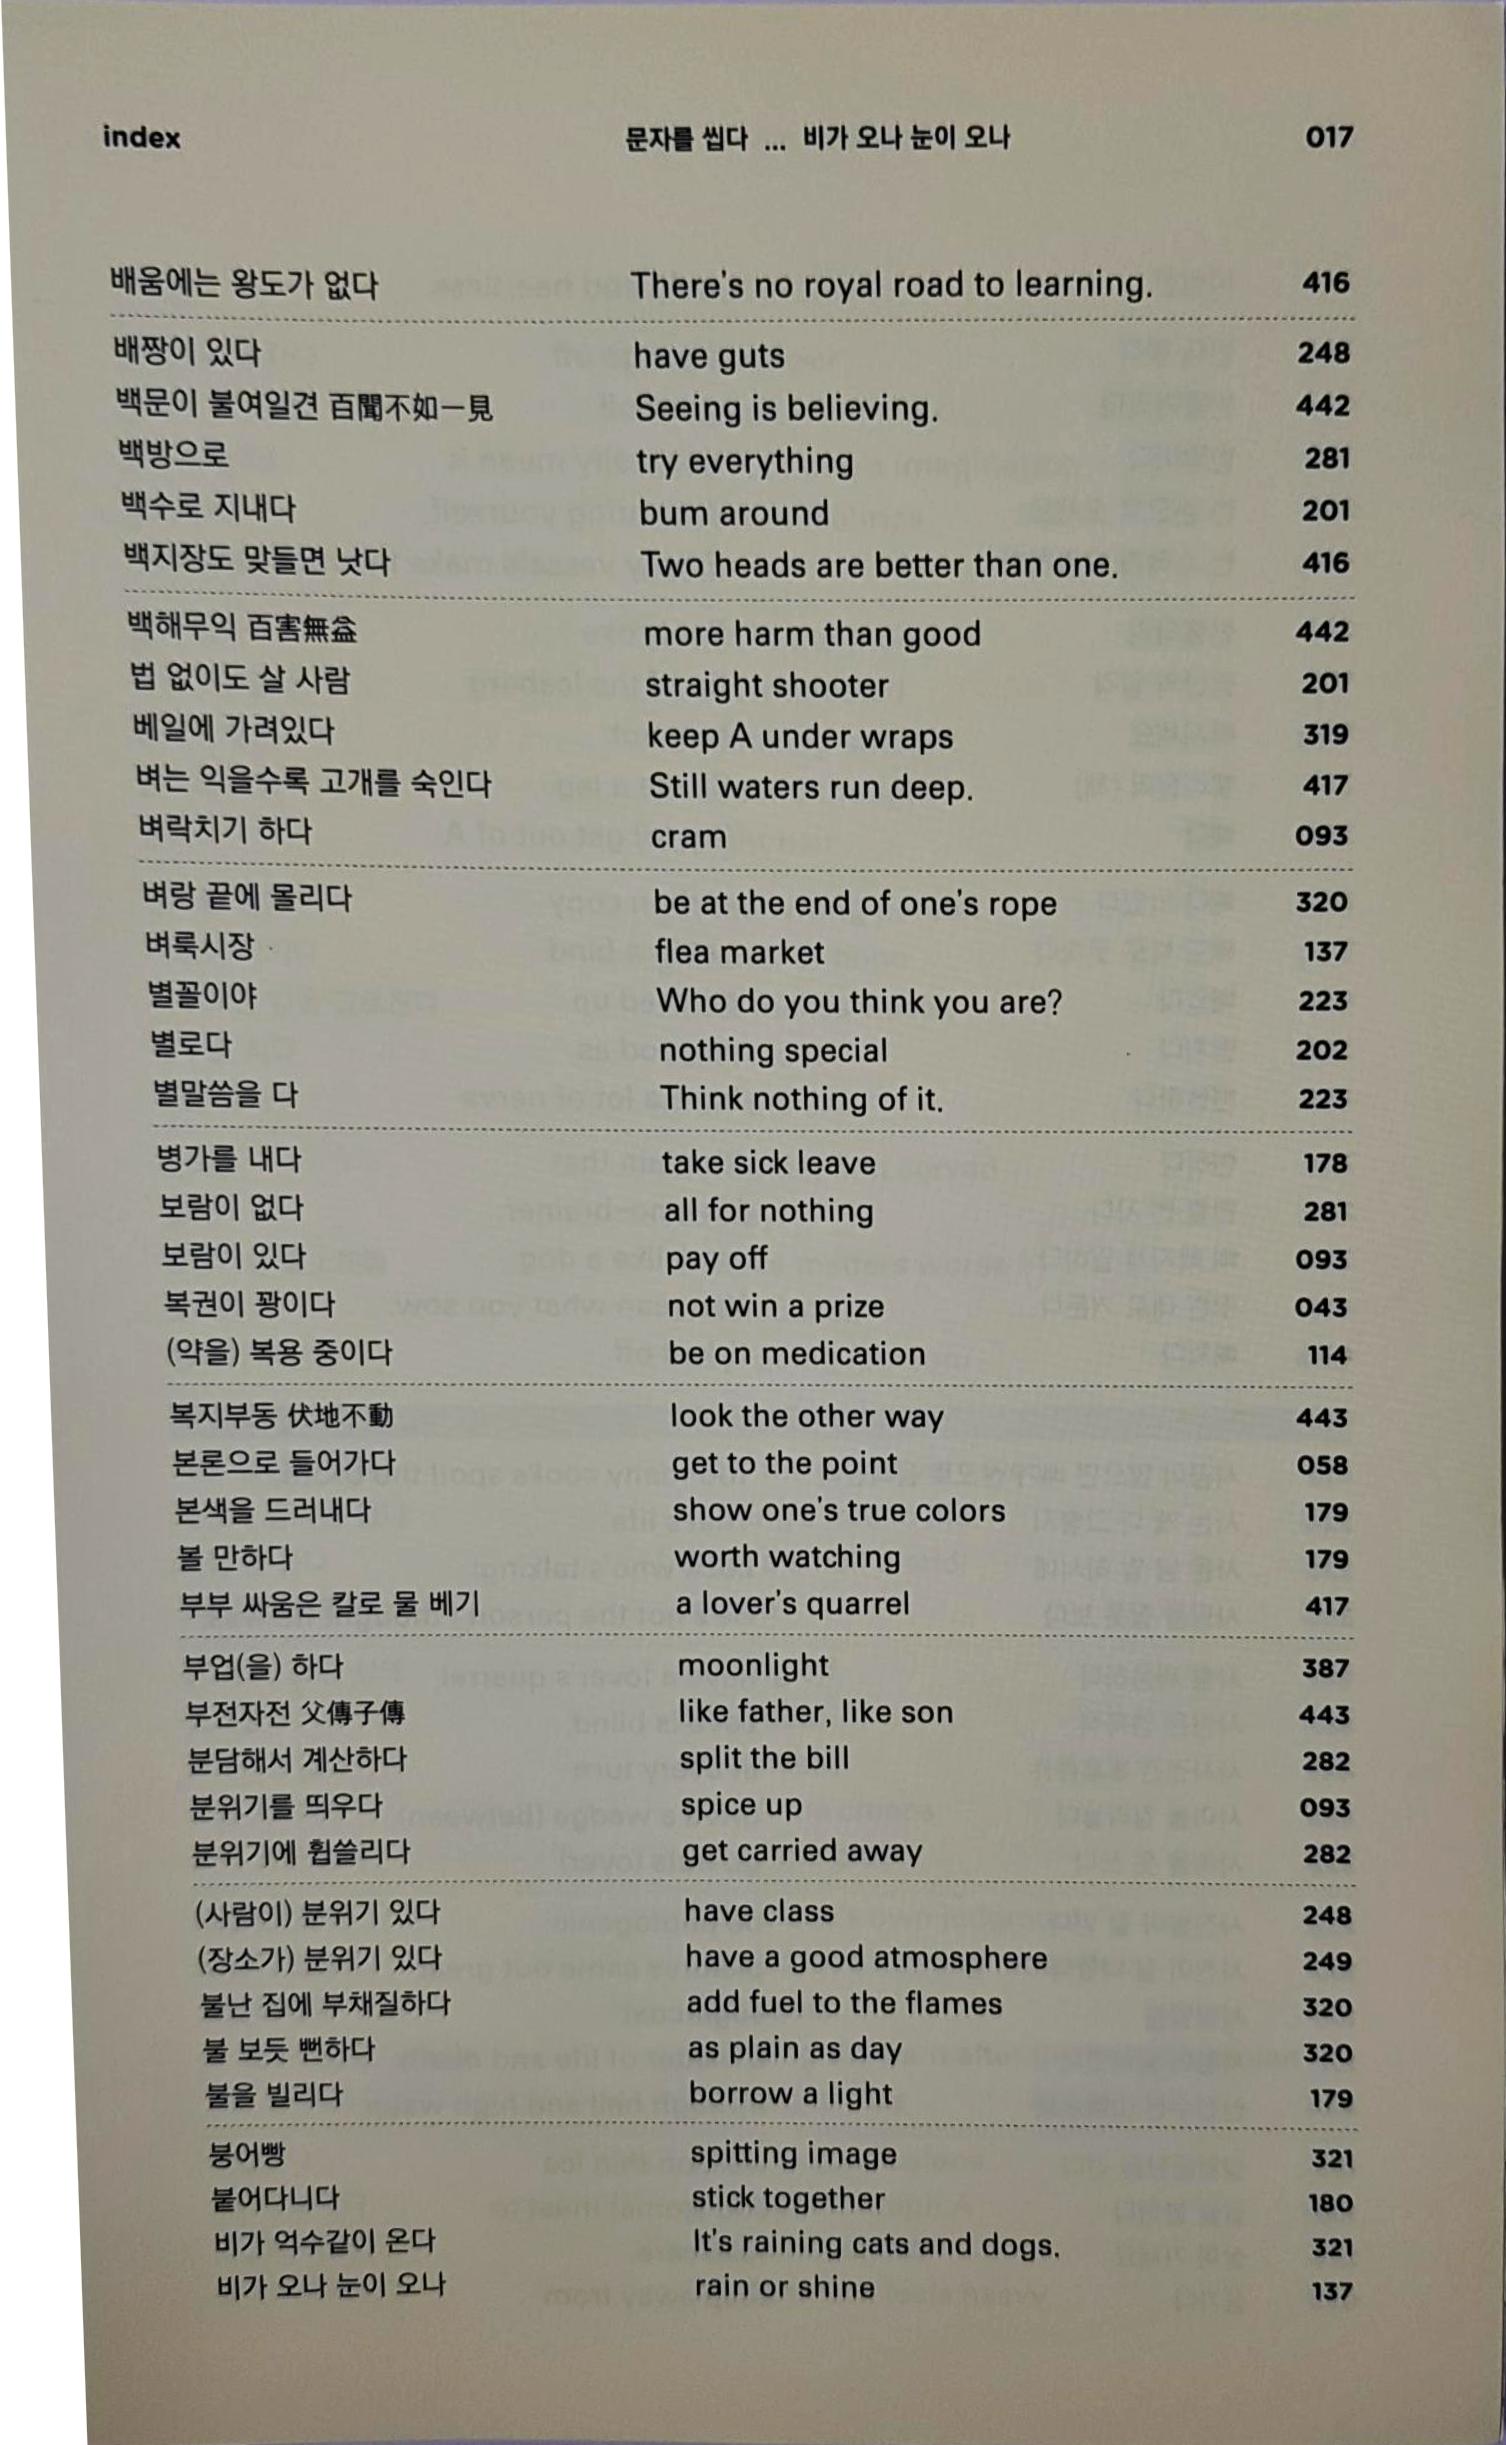 index 문자를 씹다 ... 비가 오나 눈이 오나 017
배움에는 왕도가 없다 There's no royal road to learning. 416
배짱이 있다 have guts 248
백문이 불여일견 百聞不如一見 Seeing is believing. 442
백방으로 try everything 281
백수로 지내다 bum around 201
백지장도 맞들면 낫다 Two heads are better than one. 416
백해무익 百害無益 more harm than good 442
법 없이도 살 사람 straight shooter 201
베일에 가려있다 keep A under wraps 319
벼는 익을수록 고개를 숙인다 Still waters run deep. 417
벼락치기 하다 cram 093
벼랑 끝에 몰리다 be at the end of one's rope 320
벼룩시장 flea market 137
별꼴이야 Who do you think you are? 223
별로다 nothing special 202
별말씀을 다 Think nothing of it. 223
병가를 내다 take sick leave 178
보람이 없다 all for nothing 281
보람이 있다 pay off 093
복권이 꽝이다 not win a prize 043
(약을) 복용 중이다 be on medication 114
복지부동 伏地不動 look the other way 443
본론으로 들어가다 get to the point 058
본색을 드러내다 show one's true colors 179
볼 만하다 worth watching 179
부부 싸움은 칼로 물 베기 a lover's quarrel 417
부업(을) 하다 moonlight 387
부전자전 父傳子傳 like father, like son 443
분담해서 계산하다 split the bill 282
분위기를 띄우다 spice up 093
분위기에 휩쓸리다 get carried away 282
(사람이) 분위기 있다 have class 248
(장소가) 분위기 있다 have a good atmosphere 249
불난 집에 부채질하다 add fuel to the flames 320
불 보듯 뻔하다 as plain as day 320
불을 빌리다 borrow a light 179
붕어빵 spitting image 321
붙어다니다 stick together 180
비가 억수같이 온다 It's raining cats and dogs. 321
비가 오나 눈이 오나 rain or shine 137